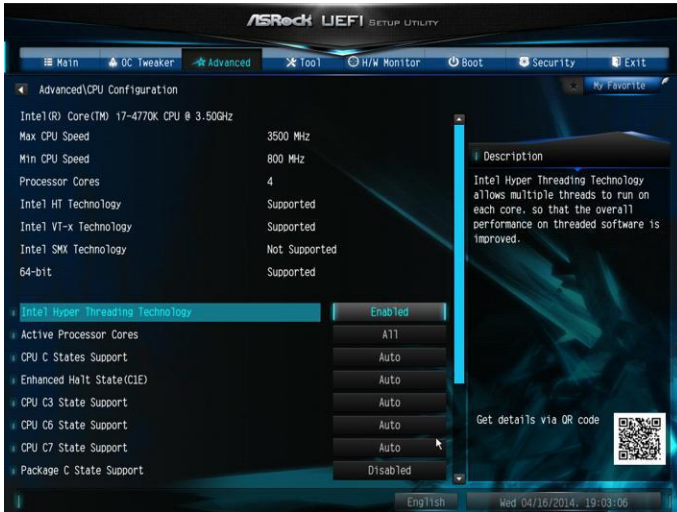 ASRock UEFI SETUP UTILITY
Main OC Tweaker Advanced Tool H/W Monitor Boot Security Exit
Advanced\CPU Configuration
My Favorite
Intel(R) Core(TM) i7-4770K CPU @ 3.50GHz
Max CPU Speed 3500 MHz
Min CPU Speed 800 MHz
Processor Cores 4
Intel HT Technology Supported
Intel VT-x Technology Supported
Intel SMX Technology Not Supported
64-bit Supported
Intel Hyper Threading Technology Enabled
Active Processor Cores All
CPU C States Support Auto
Enhanced Halt State(C1E) Auto
CPU C3 State Support Auto
CPU C6 State Support Auto
CPU C7 State Support Auto
Package C State Support Disabled
Description
Intel Hyper Threading Technology
allows multiple threads to run on
each core, so that the overall
performance on threaded software is
improved.
Get details via QR code
English Wed 04/16/2014, 19:03:06